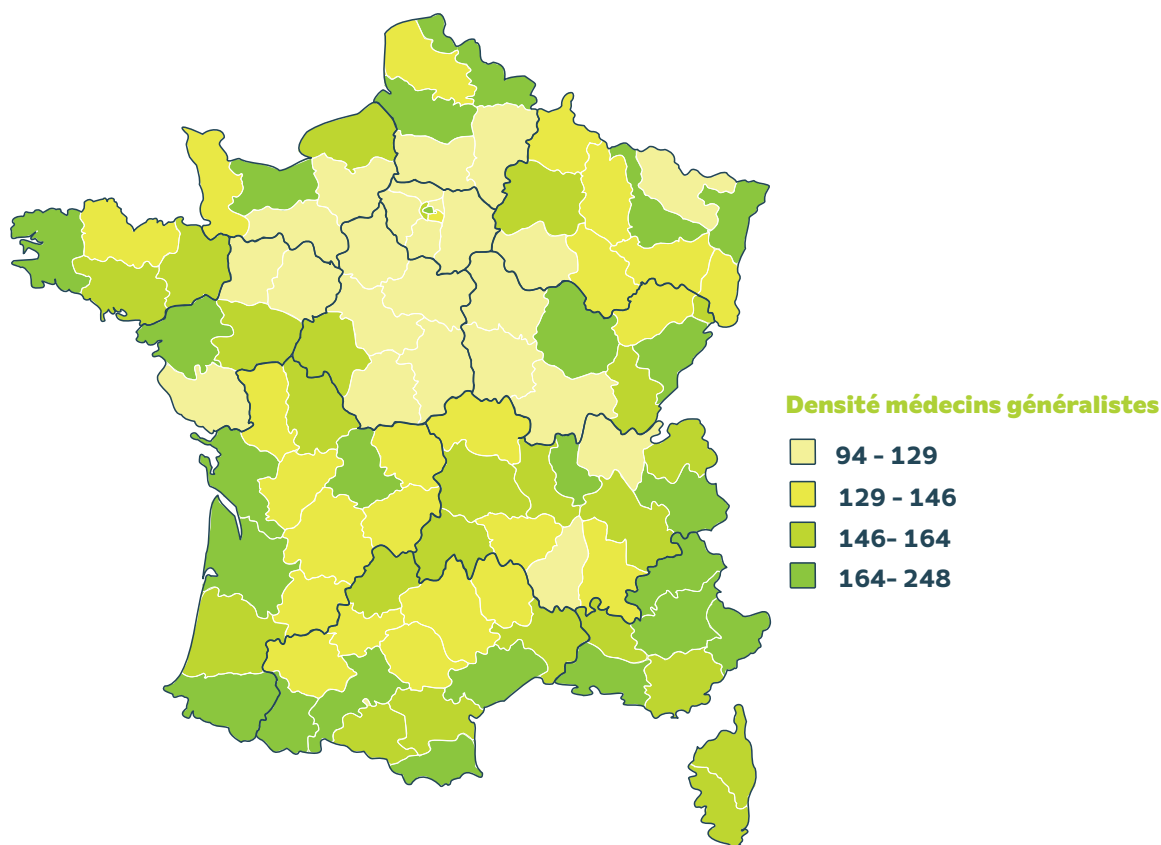 Densité médecins généralistes
94 - 129
129 - 146
146- 164
164- 248